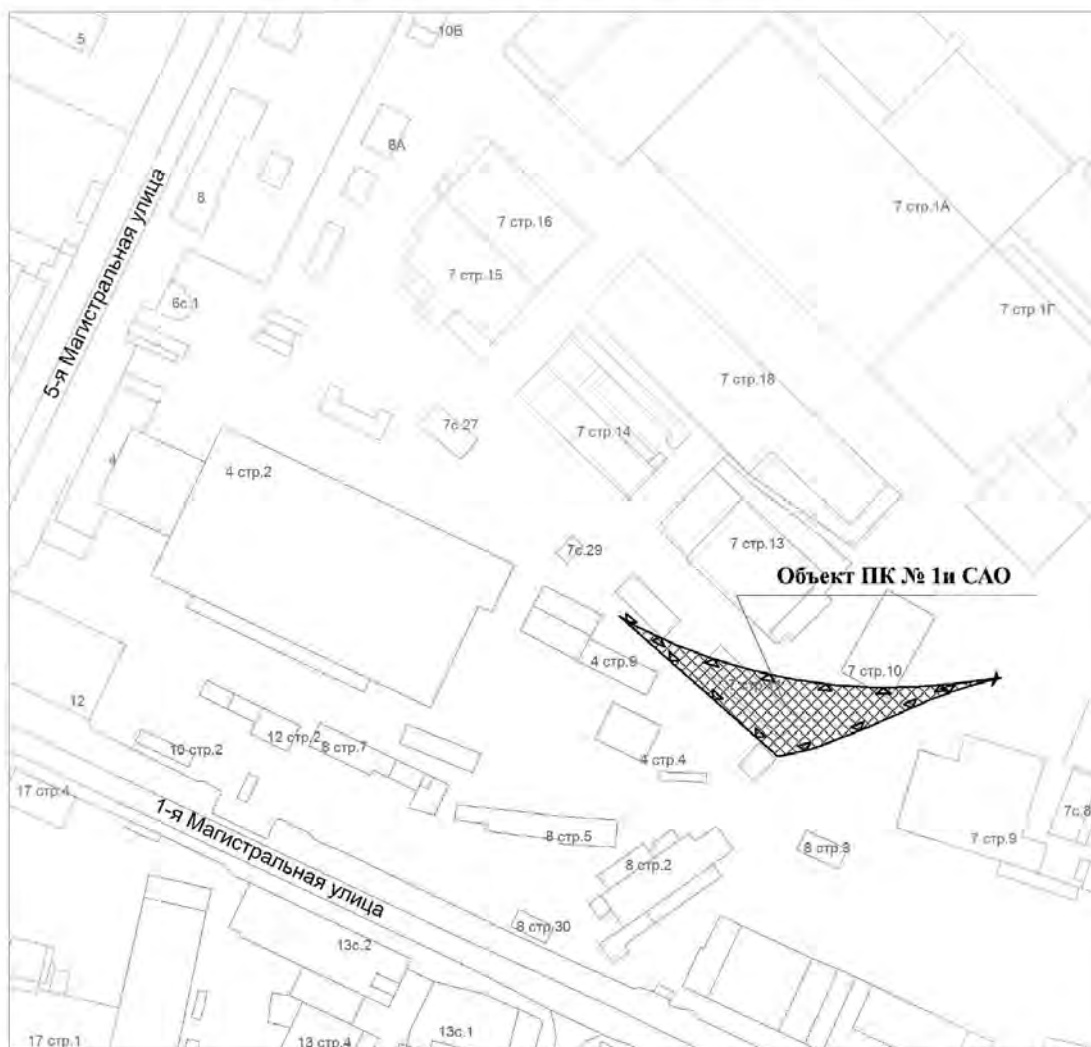 5
10Б
8А
8
7 стр.16
7 стр.1А
7 стр.15
5-я Магистральная улица
6с.1
7 стр.1Г
7 стр.18
7с.27
7 стр.14
4
4 стр.2
7с.29
7 стр.13
Объект ПК № 1и САО
4 стр.9
7 стр.10
12
10 стр.2
12 стр.2
8 стр.7
4 стр.4
17 стр.4
1-я Магистральная улица
8 стр.5
8 стр.2
8 стр.3
7 стр.9
7с.8
8 стр.30
13с.2
17 стр.1
13 стр.4
13с.1